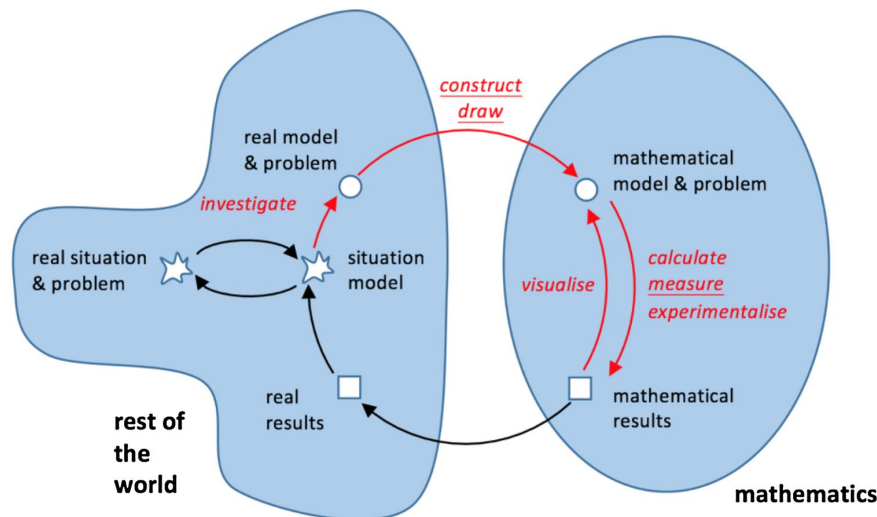 construct
draw
real model
& problem
mathematical
model & problem
investigate
real situation
& problem
situation
model
visualise
calculate
measure
experimentalise
real
results
mathematical
results
rest of
the
world
mathematics